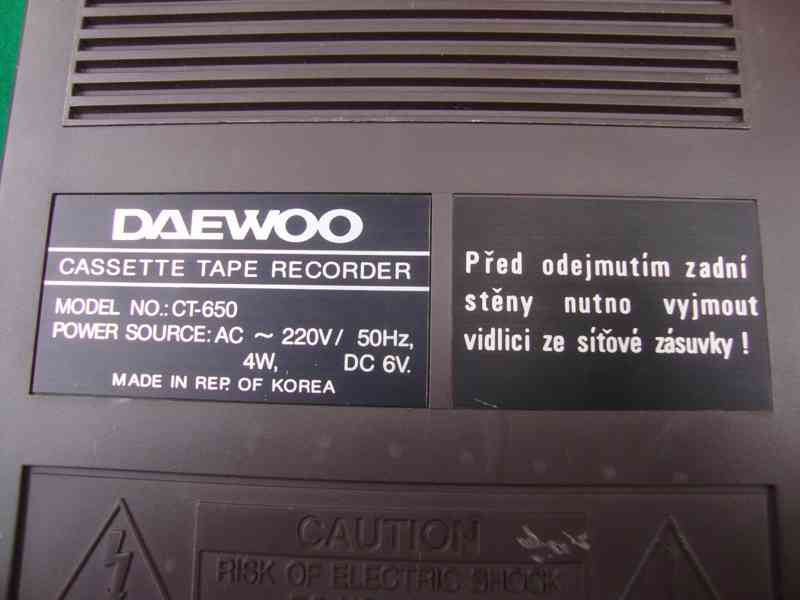 DAEWOO
CASSETTE TAPE RECORDER
MODEL NO.: CT-650
POWER SOURCE: AC ~ 220V/ 50Hz,
4W, DC 6V.
MADE IN REP. OF KOREA
Před odejmutím zadní
stěny nutno vyjmout
vidlici ze síťové zásuvky !
CAUTION
RISK OF ELECTRIC SHOCK